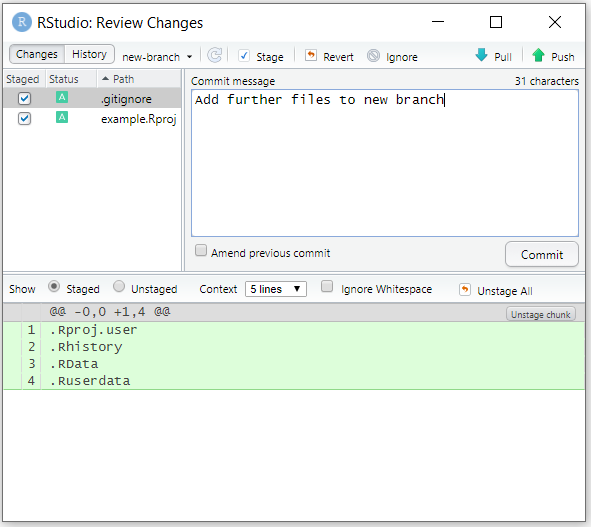 R RStudio: Review Changes
Changes History new-branch Stage Revert Ignore Pull Push
Staged Status Path
A .gitignore
A example.Rproj
Commit message 31 characters
Add further files to new branch
Amend previous commit Commit
Show Staged Unstaged Context 5 lines Ignore Whitespace Unstage All
@@ -0,0 +1,4 @@ Unstage chunk
1 .Rproj.user
2 .Rhistory
3 .RData
4 .Ruserdata